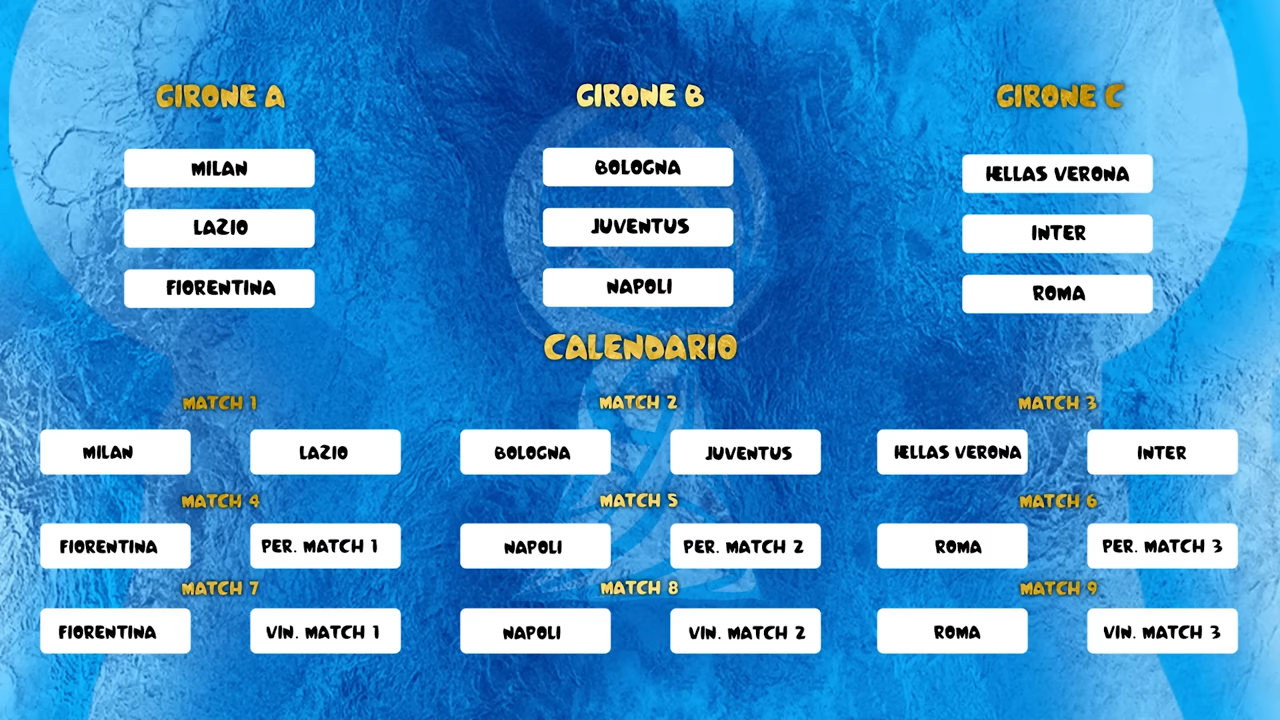 GIRONE A GIRONE B GIRONE C
MILAN BOLOGNA HELLAS VERONA
LAZIO JUVENTUS INTER
FIORENTINA NAPOLI ROMA
CALENDARIO
MATCH 1 MATCH 2 MATCH 3
MILAN LAZIO BOLOGNA JUVENTUS HELLAS VERONA INTER
MATCH 4 MATCH 5 MATCH 6
FIORENTINA PER. MATCH 1 NAPOLI PER. MATCH 2 ROMA PER. MATCH 3
MATCH 7 MATCH 8 MATCH 9
FIORENTINA VIN. MATCH 1 NAPOLI VIN. MATCH 2 ROMA VIN. MATCH 3